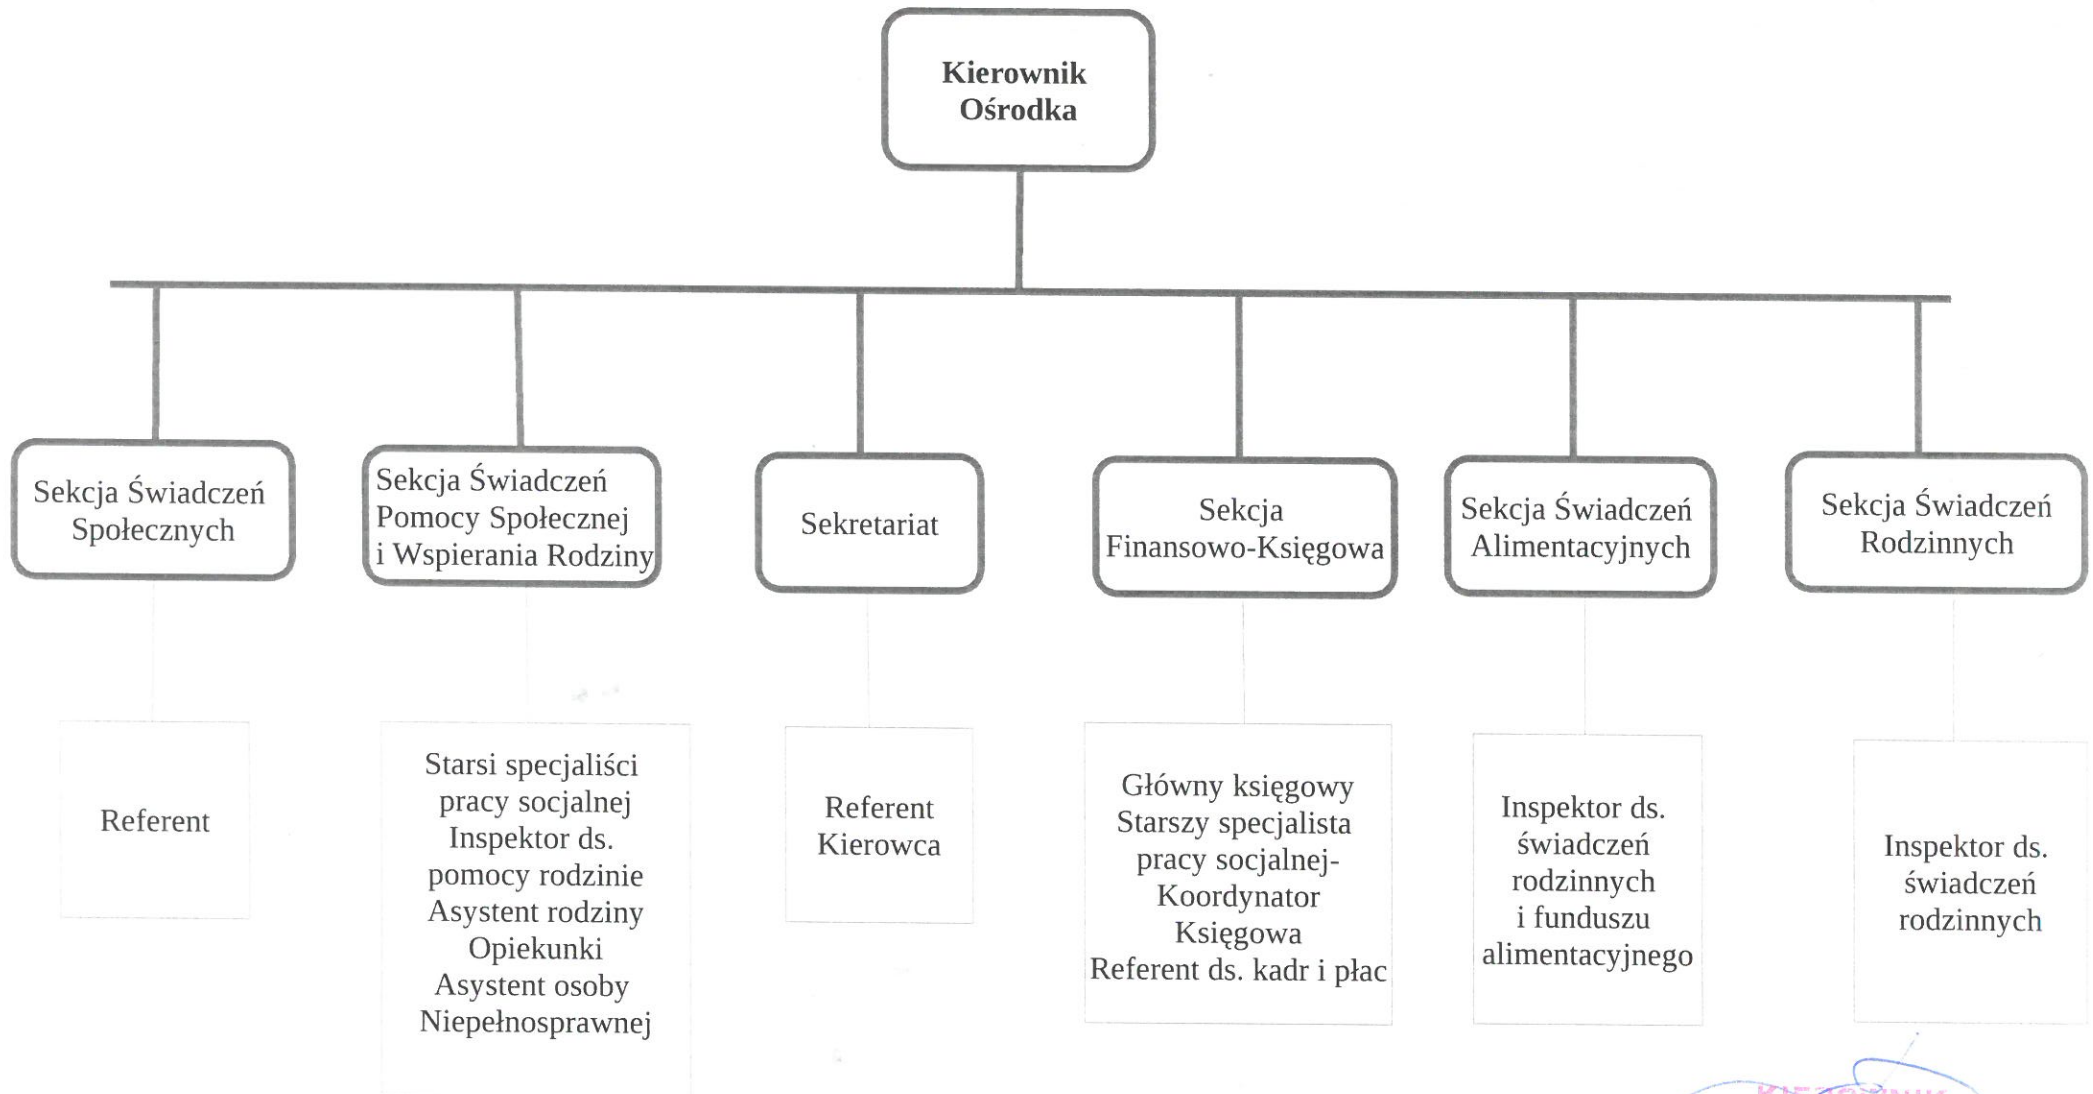 Kierownik
Ośrodka
Sekcja Świadczeń
Społecznych
Sekcja Świadczeń
Pomocy Społecznej
i Wspierania Rodziny
Sekretariat
Sekcja
Finansowo-Księgowa
Sekcja Świadczeń
Alimentacyjnych
Sekcja Świadczeń
Rodzinnych
Referent
Starsi specjaliści
pracy socjalnej
Inspektor ds.
pomocy rodzinie
Asystent rodziny
Opiekunki
Asystent osoby
Niepełnosprawnej
Referent
Kierowca
Główny księgowy
Starszy specjalista
pracy socjalnej-
Koordynator
Księgowa
Referent ds. kadr i płac
Inspektor ds.
świadczeń
rodzinnych
i funduszu
alimentacyjnego
Inspektor ds.
świadczeń
rodzinnych